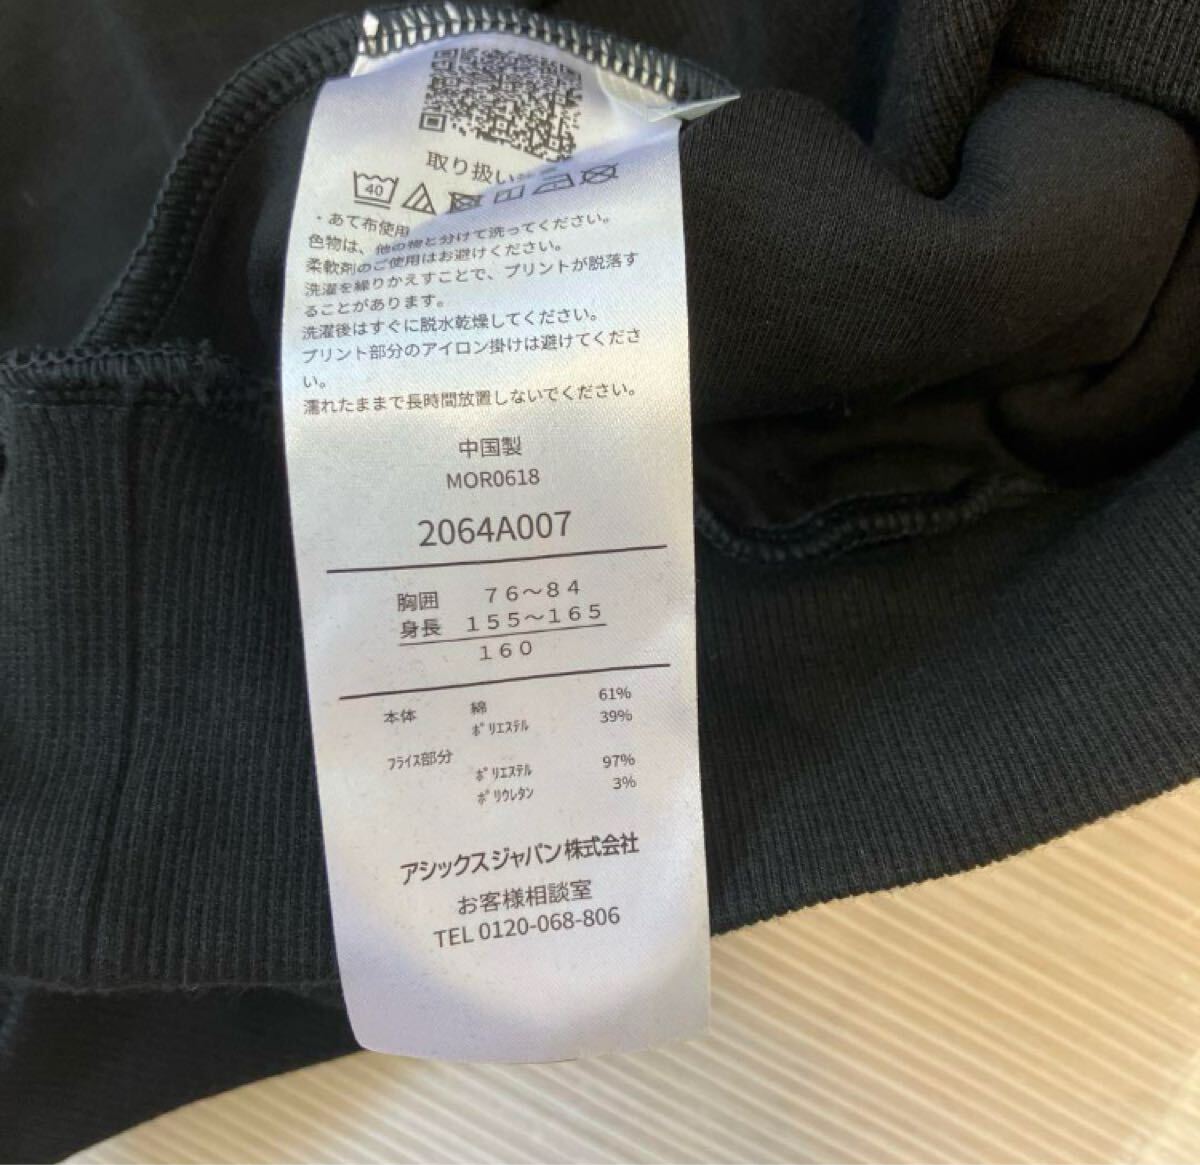 取り扱い
40
・あて布使用
色物は、他の物と分けて洗ってください。
柔軟剤のご使用はお避けください。
洗濯を繰りかえすことで、プリントが脱落す
ることがあります。
洗濯後はすぐに脱水乾燥してください。
プリント部分のアイロン掛けは避けてくださ
い。
濡れたままで長時間放置しないでください。
中国製
MOR0618
2064A007
胸囲 76～84
身長 155～165
160
本体 綿 61%
ﾎﾟﾘｴｽﾃﾙ 39%
ﾌﾗｲｽ部分
ﾎﾟﾘｴｽﾃﾙ 97%
ﾎﾟﾘｳﾚﾀﾝ 3%
アシックスジャパン株式会社
お客様相談室
TEL 0120-068-806